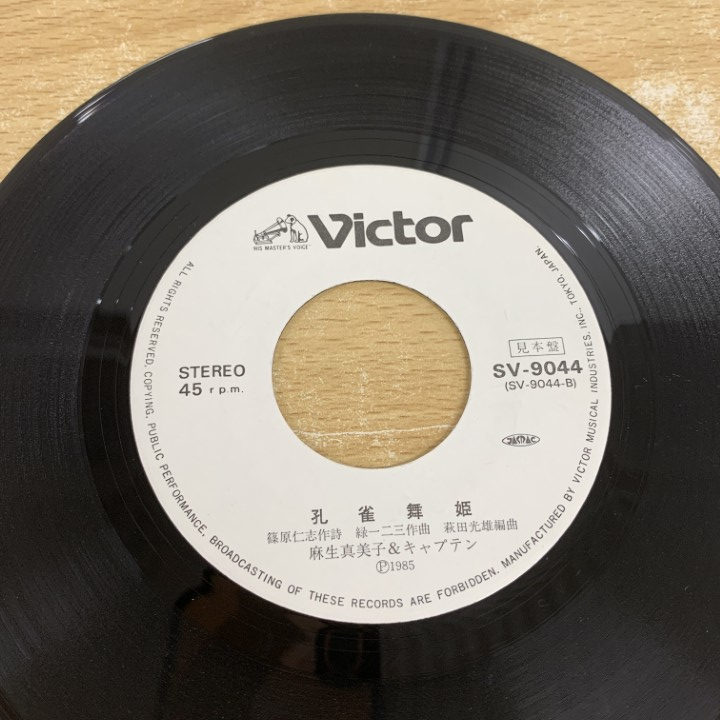 Victor
HIS MASTER'S VOICE
STEREO
45 r p.m.
見本盤
SV-9044
(SV-9044-B)
JASRAC
孔雀舞姫
篠原仁志作詩 緑一二三作曲 萩田光雄編曲
麻生真美子&キャプテン
Ⓟ1985
ALL RIGHTS RESERVED. COPYING, PUBLIC PERFORMANCE, BROADCASTING OF THESE RECORDS ARE FORBIDDEN. MANUFACTURED BY VICTOR MUSICAL INDUSTRIES, INC., TOKYO, JAPAN.